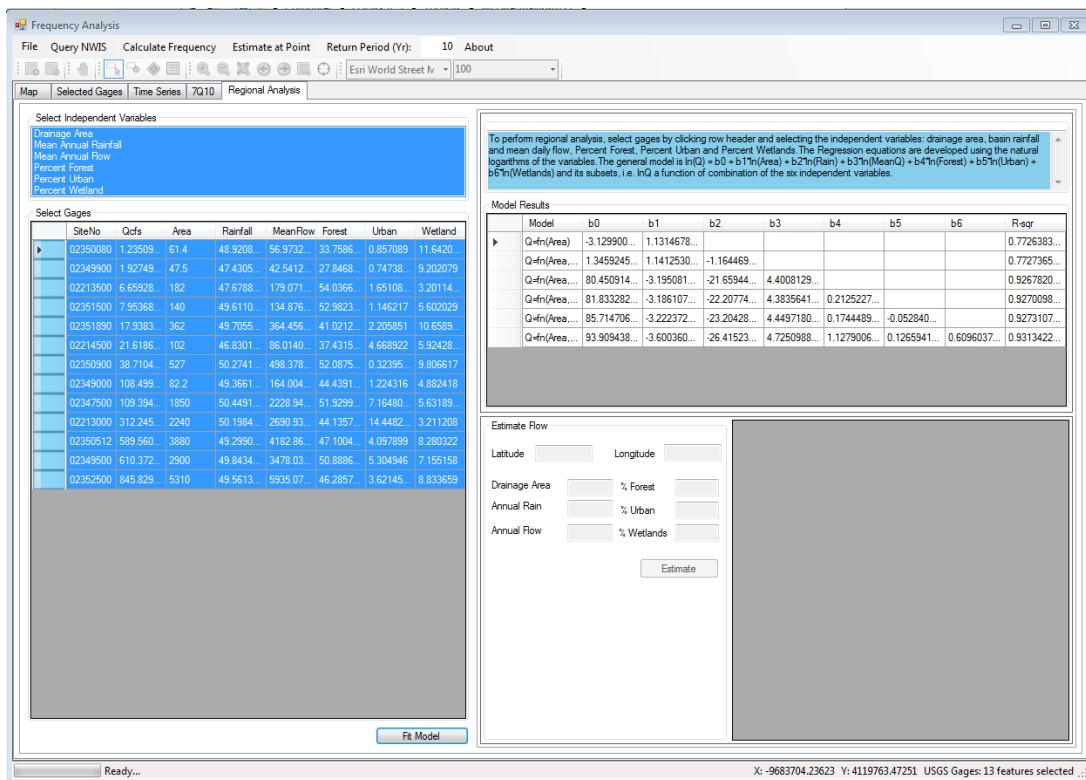 Frequency Analysis
File Query NWIS Calculate Frequency Estimate at Point Return Period (Yr): 10 About
Esri World Street M 100
Map Selected Gages Time Series 7Q10 Regional Analysis
Select Independent Variables
Drainage Area
Mean Annual Rainfall
Mean Annual Flow
Percent Forest
Percent Urban
Percent Wetland
Select Gages
SiteNo Qcfs Area Rainfall MeanFlow Forest Urban Wetland
02350080 1.23509... 61.4 48.9208... 56.9732... 33.7586... 0.857089 11.6420...
02349900 1.92749... 47.5 47.4305... 42.5412... 27.8468... 0.74738... 9.202079
02213500 6.65928... 182 47.6788... 179.071... 54.0366... 1.65108... 3.20114...
02351500 7.95368... 140 49.6110... 134.876... 52.9823... 1.146217 5.602029
02351890 17.9383... 362 49.7055... 364.456... 41.0212... 2.205851 10.6589...
02214500 21.6186... 102 46.8301... 86.0140... 37.4315... 4.668922 5.92428...
02350900 38.7104... 527 50.2741... 498.378... 52.0875... 0.32395... 9.806617
02349000 108.499... 82.2 49.3661... 164.004... 44.4391... 1.224316 4.882418
02347500 109.394... 1850 50.4491... 2228.94... 51.9299... 7.16480... 5.63189...
02213000 312.245... 2240 50.1984... 2690.93... 44.1357... 14.4482... 3.211208
02350512 589.560... 3880 49.2990... 4182.86... 47.1004... 4.097899 8.280322
02349500 610.372... 2900 49.8434... 3478.03... 50.8886... 5.304946 7.155158
02352500 845.829... 5310 49.5613... 5935.07... 46.2857... 3.62145... 8.833659
Fit Model
To perform regional analysis, select gages by clicking row header and selecting the independent variables: drainage area, basin rainfall
and mean daily flow, Percent Forest, Percent Urban and Percent Wetlands.The Regression equations are developed using the natural
logarithms of the variables.The general model is ln(Q) = b0 + b1*ln(Area) + b2*ln(Rain) + b3*ln(MeanQ) + b4*ln(Forest) + b5*ln(Urban) +
b6*ln(Wetlands) and its subsets, i.e. lnQ a function of combination of the six independent variables.
Model Results
Model b0 b1 b2 b3 b4 b5 b6 R-sqr
Q=fn(Area) -3.129900... 1.1314678... 0.7726383...
Q=fn(Area,... 1.3459245... 1.1412530... -1.164469... 0.7727365...
Q=fn(Area,... 80.450914... -3.195081... -21.65944... 4.4008129... 0.9267820...
Q=fn(Area,... 81.833282... -3.186107... -22.20774... 4.3835641... 0.2125227... 0.9270098...
Q=fn(Area,... 85.714706... -3.222372... -23.20428... 4.4497180... 0.1744489... -0.052840... 0.9273107...
Q=fn(Area,... 93.909438... -3.600360... -26.41523... 4.7250988... 1.1279006... 0.1265941... 0.6096037... 0.9313422...
Estimate Flow
Latitude Longitude
Drainage Area % Forest
Annual Rain % Urban
Annual Flow % Wetlands
Estimate
Ready... X: -9683704.23623 Y: 4119763.47251 USGS Gages: 13 features selected